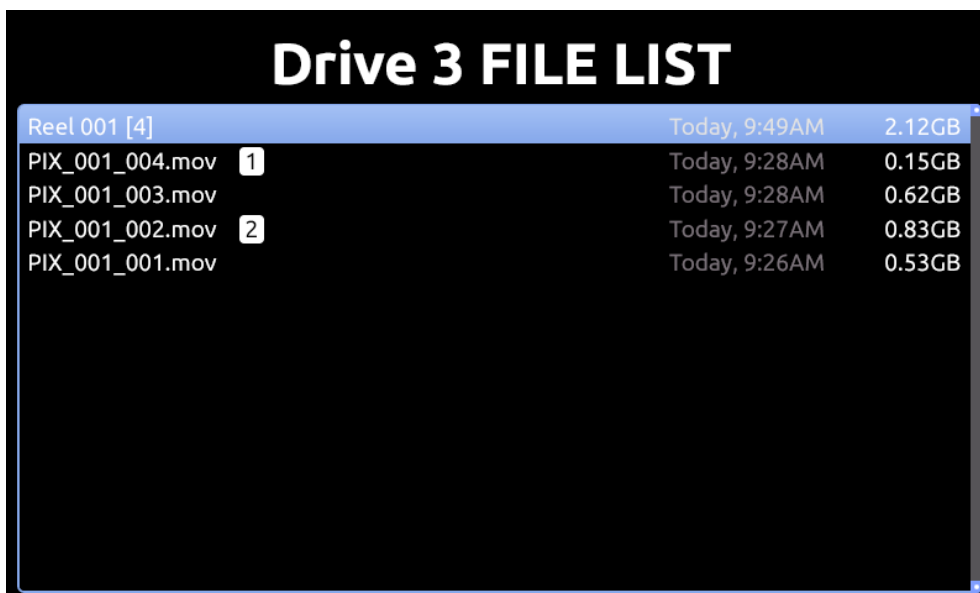 Drive 3 FILE LIST
Reel 001 [4] Today, 9:49AM 2.12GB
PIX_001_004.mov 1 Today, 9:28AM 0.15GB
PIX_001_003.mov Today, 9:28AM 0.62GB
PIX_001_002.mov 2 Today, 9:27AM 0.83GB
PIX_001_001.mov Today, 9:26AM 0.53GB